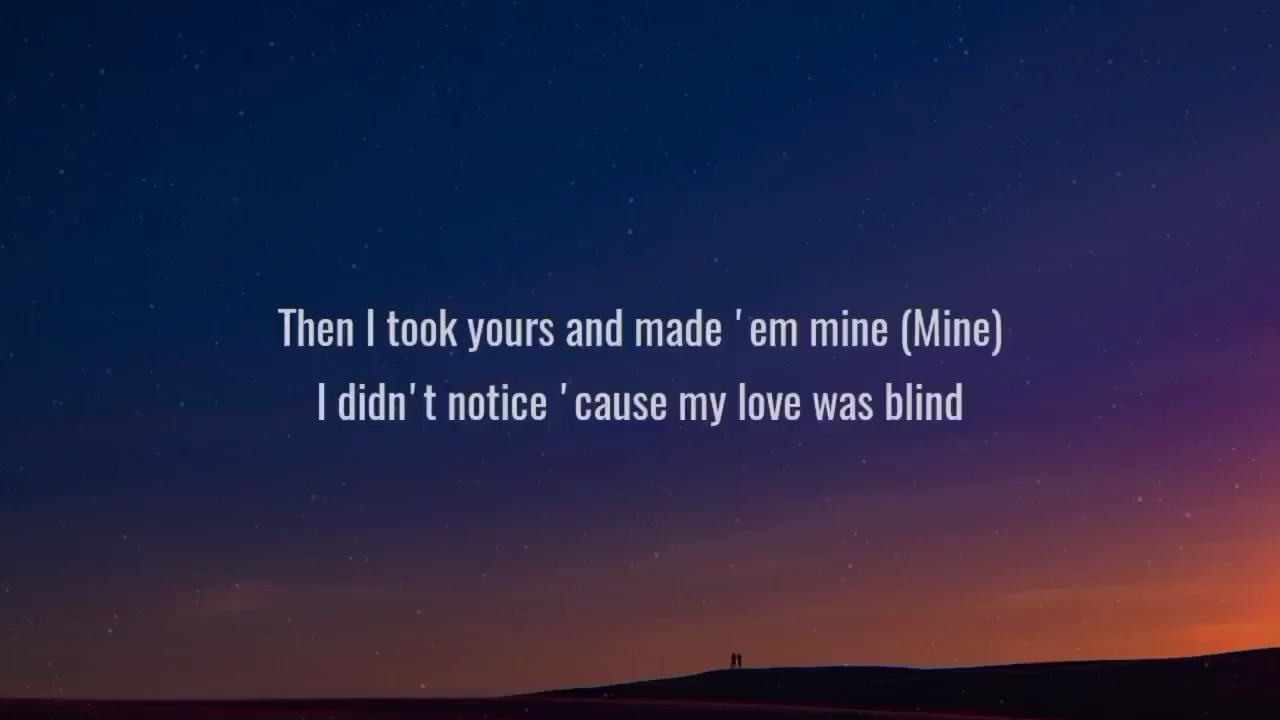 Then I took yours and made 'em mine (Mine)
I didn't notice 'cause my love was blind